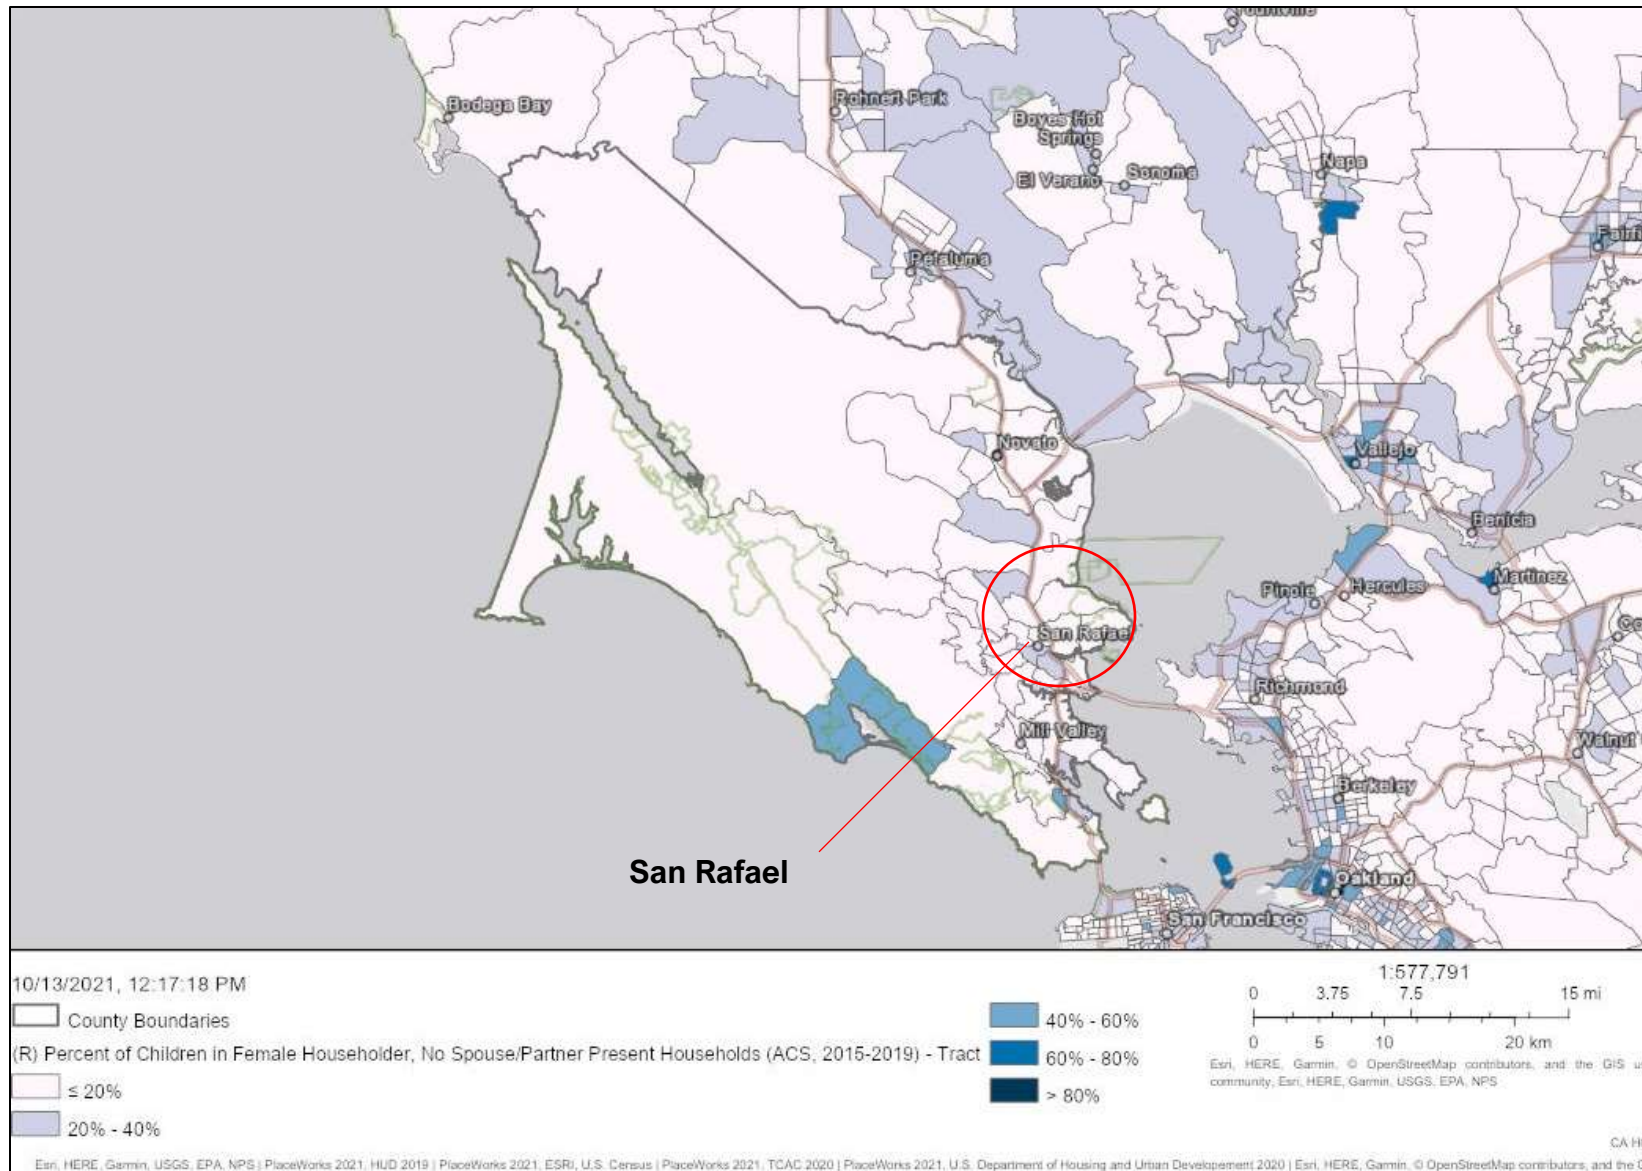 Yountville
Bodega Bay
Rohnert Park
Boyes Hot
Springs
El Verano
Sonoma
Napa
Petaluma
Novato
Vallejo
Benicia
Pinole
Hercules
Martinez
San Rafael
Richmond
Mill Valley
Walnut
Berkeley
San Rafael
Oakland
San Francisco
10/13/2021, 12:17:18 PM
County Boundaries
(R) Percent of Children in Female Householder, No Spouse/Partner Present Households (ACS, 2015-2019) - Tract
≤ 20%
20% - 40%
40% - 60%
60% - 80%
> 80%
1:577,791
0 3.75 7.5 15 mi
0 5 10 20 km
Esri, HERE, Garmin, © OpenStreetMap contributors, and the GIS
community, Esri, HERE, Garmin, USGS, EPA, NPS
CA
Esri, HERE, Garmin, USGS, EPA, NPS | PlaceWorks 2021, HUD 2019 | PlaceWorks 2021, ESRI, U.S. Census | PlaceWorks 2021, TCAC 2020 | PlaceWorks 2021, U.S. Department of Housing and Urban Developement 2020 | Esri, HERE, Garmin, © OpenStreetMap contributors, and the